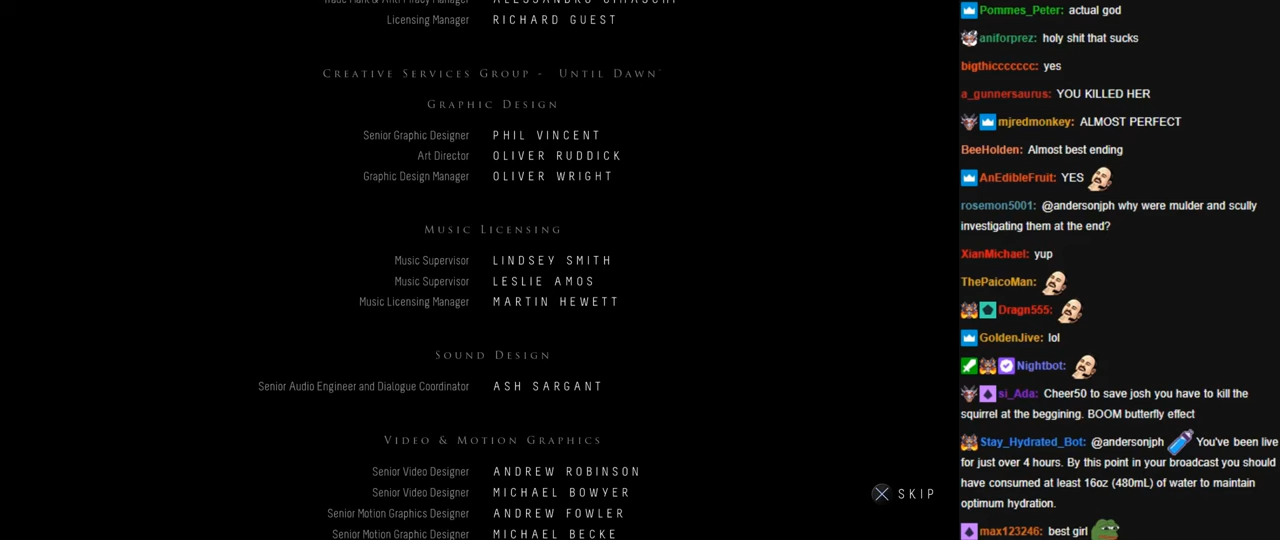 Licensing Manager RICHARD GUEST
CREATIVE SERVICES GROUP - UNTIL DAWN™
GRAPHIC DESIGN
Senior Graphic Designer PHIL VINCENT
Art Director OLIVER RUDDICK
Graphic Design Manager OLIVER WRIGHT
MUSIC LICENSING
Music Supervisor LINDSEY SMITH
Music Supervisor LESLIE AMOS
Music Licensing Manager MARTIN HEWETT
SOUND DESIGN
Senior Audio Engineer and Dialogue Coordinator ASH SARGANT
VIDEO & MOTION GRAPHICS
Senior Video Designer ANDREW ROBINSON
Senior Video Designer MICHAEL BOWYER
Senior Motion Graphics Designer ANDREW FOWLER
Senior Motion Graphic Designer MICHAEL BECKE
SKIP
Pommes_Peter: actual god
aniforprez: holy shit that sucks
bigthiccccccc: yes
a_gunnersaurus: YOU KILLED HER
mjredmonkey: ALMOST PERFECT
BeeHolden: Almost best ending
AnEdibleFruit: YES
rosemon5001: @andersonjph why were mulder and scully
investigating them at the end?
XianMichael: yup
ThePaicoMan:
Dragn555:
GoldenJive: lol
Nightbot:
si_Ada: Cheer50 to save josh you have to kill the
squirrel at the beggining. BOOM butterfly effect
Stay_Hydrated_Bot: @andersonjph You've been live
for just over 4 hours. By this point in your broadcast you should
have consumed at least 16oz (480mL) of water to maintain
optimum hydration.
max123246: best girl